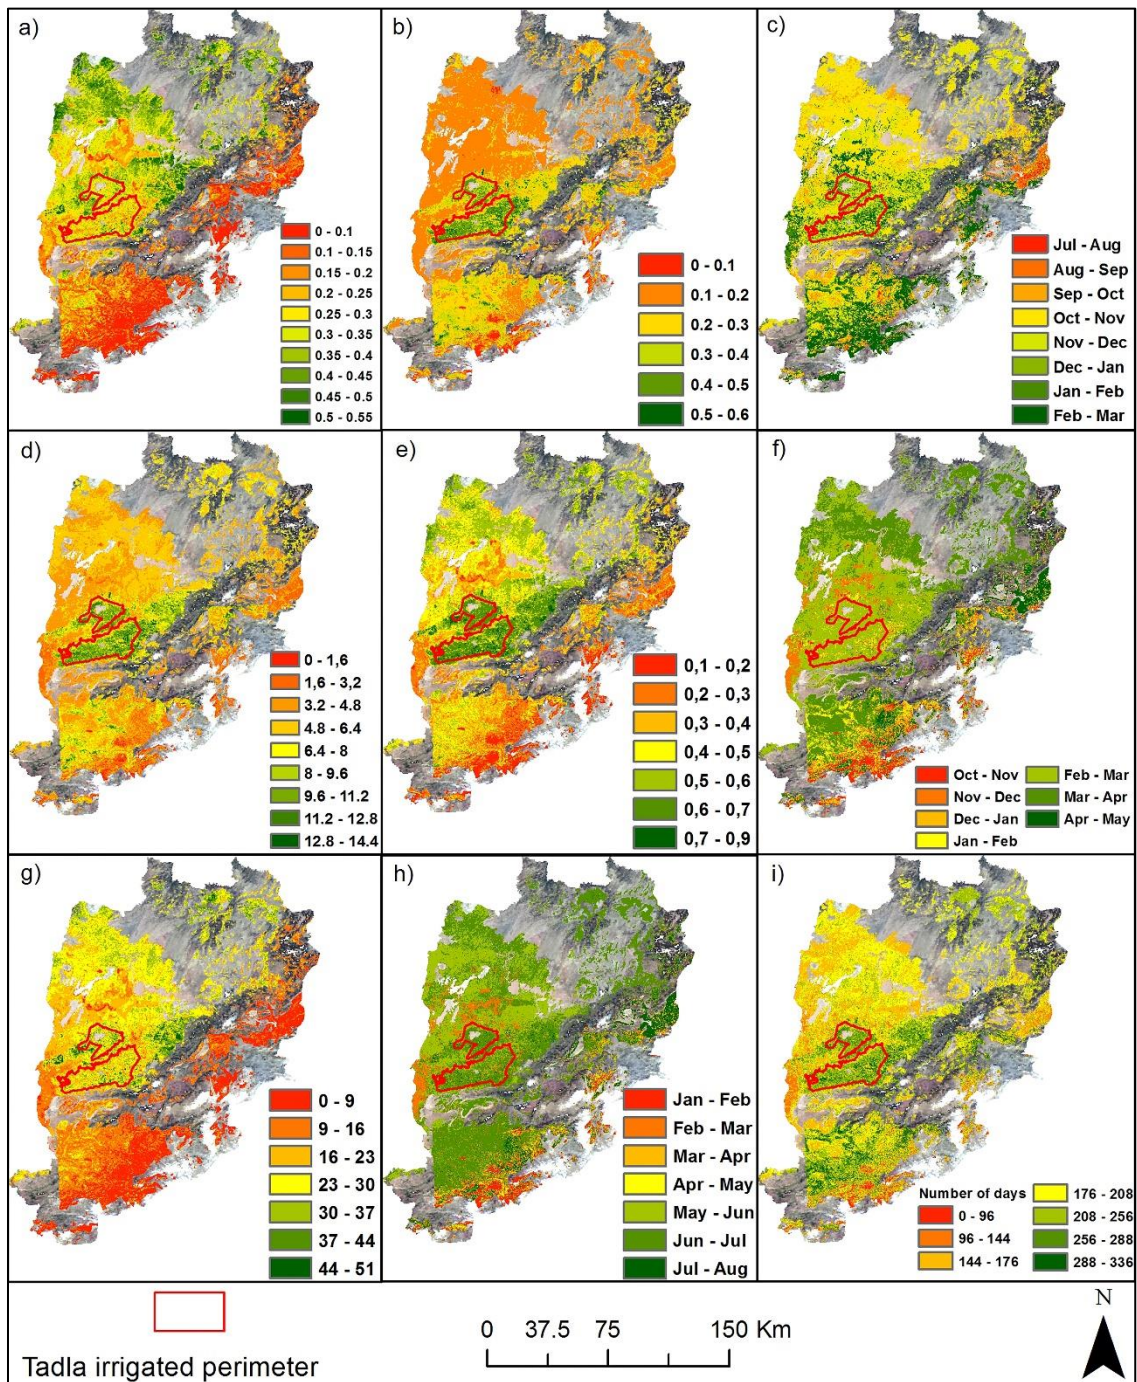 a)
0 - 0.1
0.1 - 0.15
0.15 - 0.2
0.2 - 0.25
0.25 - 0.3
0.3 - 0.35
0.35 - 0.4
0.4 - 0.45
0.45 - 0.5
0.5 - 0.55
b)
0 - 0.1
0.1 - 0.2
0.2 - 0.3
0.3 - 0.4
0.4 - 0.5
0.5 - 0.6
c)
Jul - Aug
Aug - Sep
Sep - Oct
Oct - Nov
Nov - Dec
Dec - Jan
Jan - Feb
Feb - Mar
d)
0 - 1,6
1,6 - 3,2
3.2 - 4.8
4.8 - 6.4
6.4 - 8
8 - 9.6
9.6 - 11.2
11.2 - 12.8
12.8 - 14.4
e)
0,1 - 0,2
0,2 - 0,3
0,3 - 0,4
0,4 - 0,5
0,5 - 0,6
0,6 - 0,7
0,7 - 0,9
f)
Oct - Nov
Nov - Dec
Dec - Jan
Jan - Feb
Feb - Mar
Mar - Apr
Apr - May
g)
0 - 9
9 - 16
16 - 23
23 - 30
30 - 37
37 - 44
44 - 51
h)
Jan - Feb
Feb - Mar
Mar - Apr
Apr - May
May - Jun
Jun - Jul
Jul - Aug
i)
Number of days
0 - 96
96 - 144
144 - 176
176 - 208
208 - 256
256 - 288
288 - 336
Tadla irrigated perimeter
0 37.5 75 150 Km
N